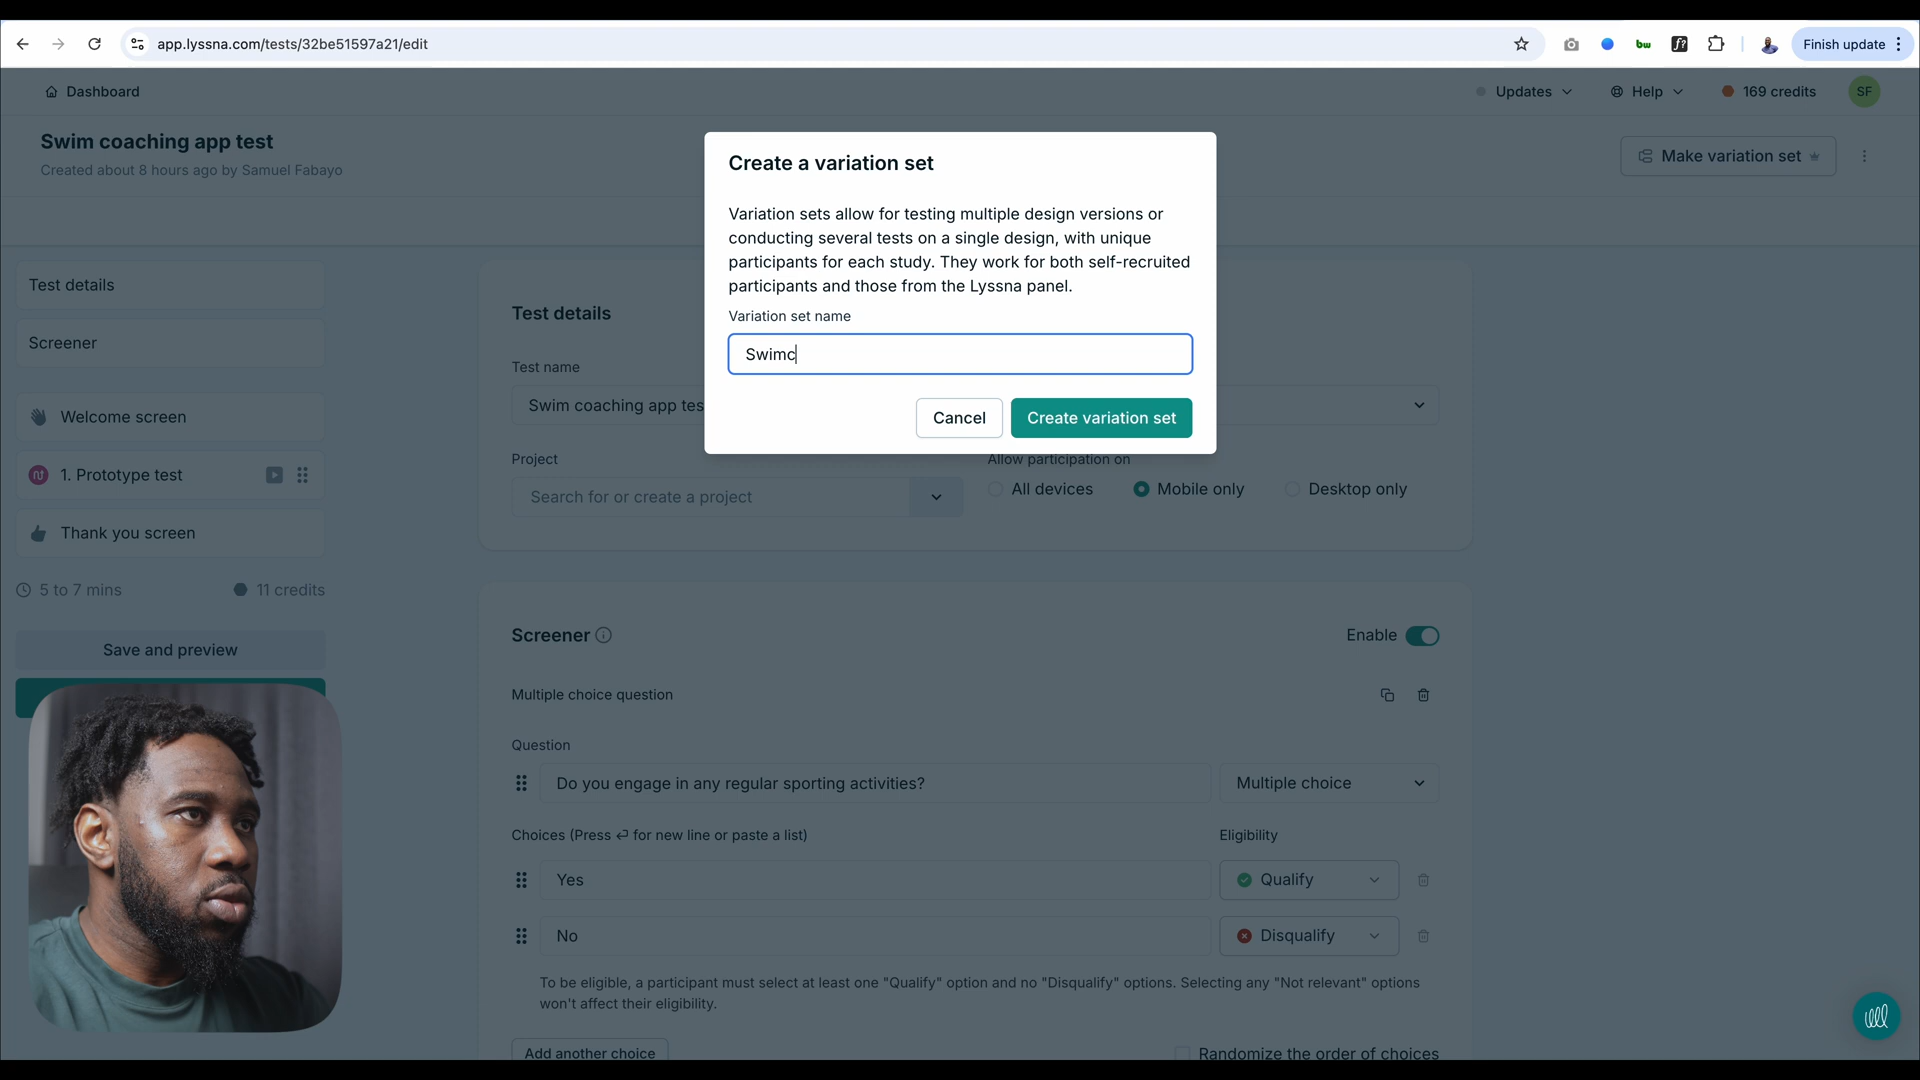 app.lyssna.com/tests/32be51597a21/edit
bw
f?
Finish update
Dashboard
Updates
Help
169 credits
SF
Swim coaching app test
Created about 8 hours ago by Samuel Fabayo
Make variation set
Create a variation set
Variation sets allow for testing multiple design versions or
conducting several tests on a single design, with unique
participants for each study. They work for both self-recruited
participants and those from the Lyssna panel.
Variation set name
Swimc
Cancel
Create variation set
Test details
Screener
Welcome screen
1. Prototype test
Thank you screen
5 to 7 mins
11 credits
Save and preview
Test details
Test name
Swim coaching app tes
Project
Search for or create a project
Allow participation on
All devices
Mobile only
Desktop only
Screener
Enable
Multiple choice question
Question
Do you engage in any regular sporting activities?
Multiple choice
Choices (Press ⏎ for new line or paste a list)
Eligibility
Yes
Qualify
No
Disqualify
To be eligible, a participant must select at least one "Qualify" option and no "Disqualify" options. Selecting any "Not relevant" options
won't affect their eligibility.
Add another choice
Randomize the order of choices